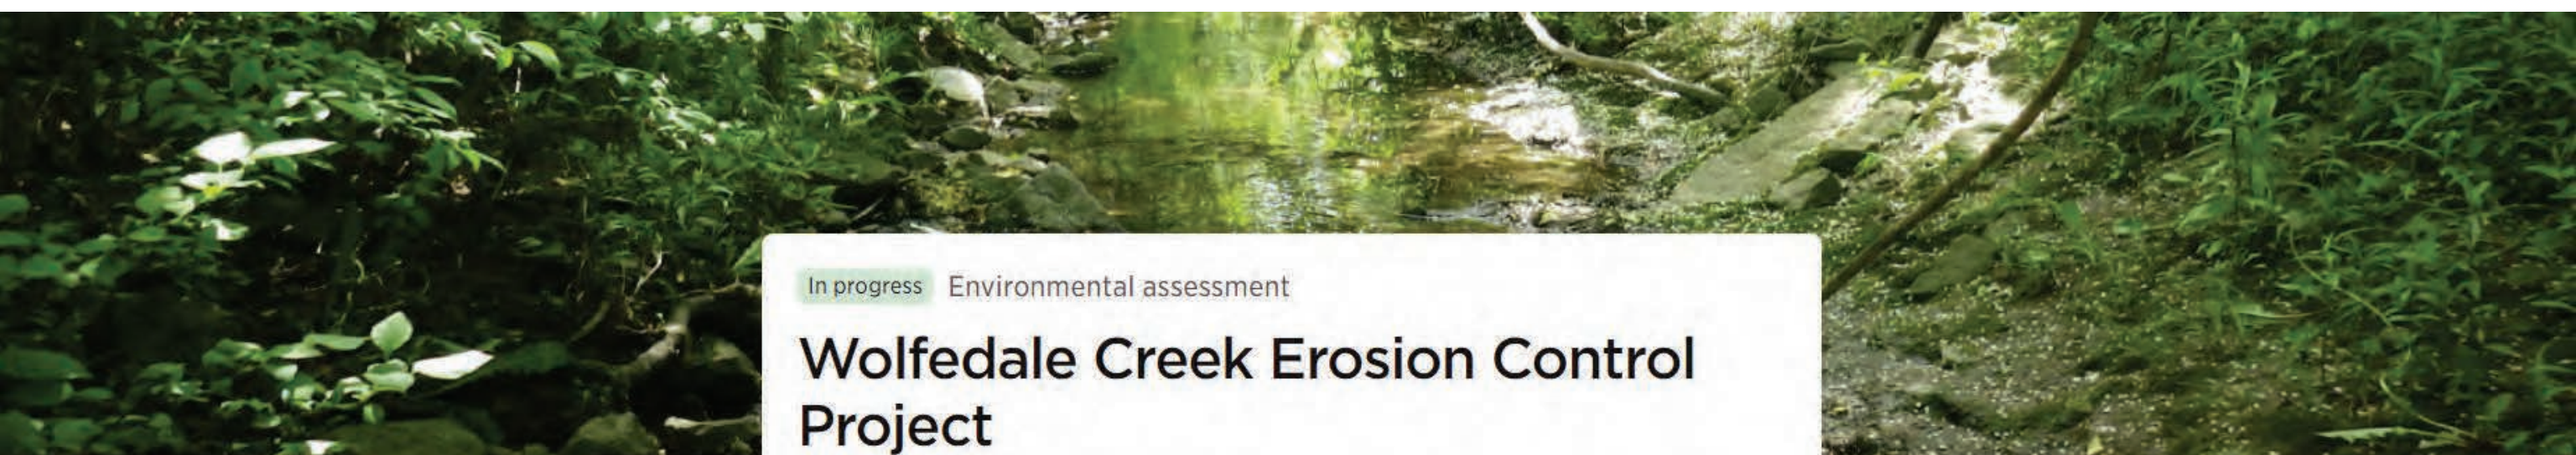 In progress Environmental assessment
Wolfedale Creek Erosion Control
Project